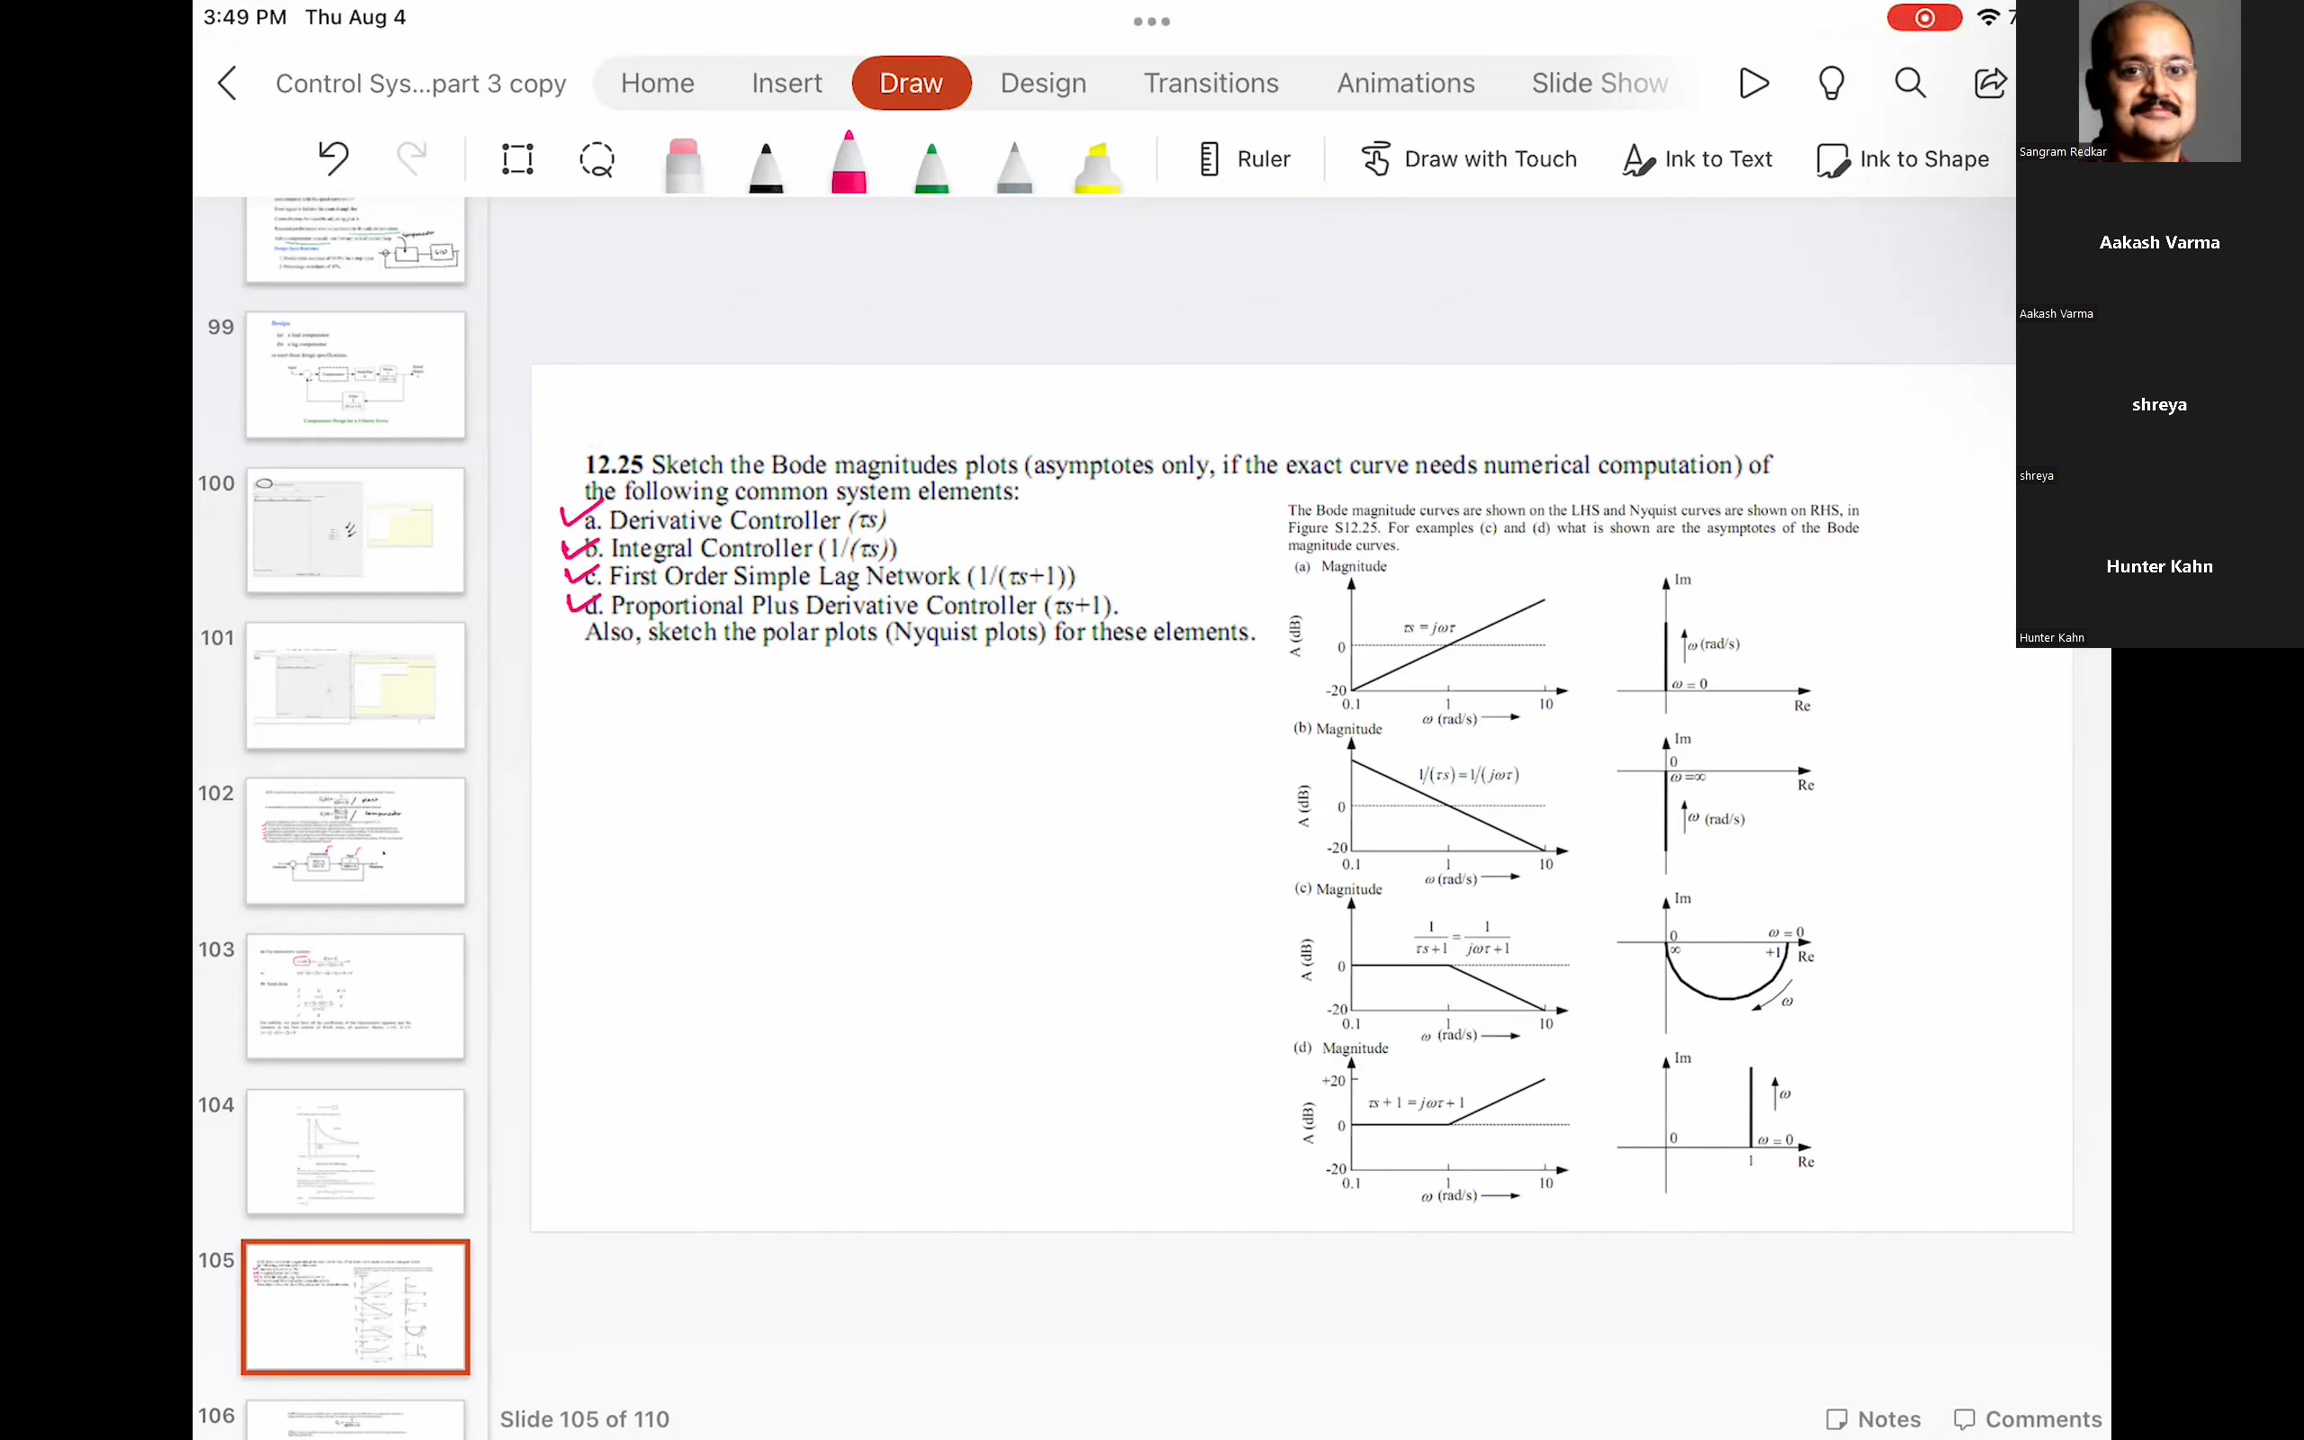 3:49 PM Thu Aug 4
Control Sys...part 3 copy
Home
Insert
Draw
Design
Transitions
Animations
Slide Show
Ruler
Draw with Touch
Ink to Text
Ink to Shape
Sangram Redkar
Aakash Varma
Aakash Varma
shreya
shreya
Hunter Kahn
Hunter Kahn
99
100
101
102
103
104
105
106
12.25 Sketch the Bode magnitudes plots (asymptotes only, if the exact curve needs numerical computation) of
the following common system elements:
a. Derivative Controller (τs)
b. Integral Controller (1/(τs))
c. First Order Simple Lag Network (1/(τs+1))
d. Proportional Plus Derivative Controller (τs+1).
Also, sketch the polar plots (Nyquist plots) for these elements.
The Bode magnitude curves are shown on the LHS and Nyquist curves are shown on RHS, in
Figure S12.25. For examples (c) and (d) what is shown are the asymptotes of the Bode
magnitude curves.
(a) Magnitude
A (dB)
0
-20
τs = jωτ
0.1 1 10
ω (rad/s)
Im
ω (rad/s)
ω = 0
Re
(b) Magnitude
A (dB)
0
-20
1/(τs)=1/(jωτ)
0.1 1 10
ω (rad/s)
Im
0
ω =∞
Re
ω (rad/s)
(c) Magnitude
A (dB)
0
-20
1/τs+1 = 1/jωτ+1
0.1 1 10
ω (rad/s)
Im
0
ω = 0
∞
+1
Re
ω
(d) Magnitude
A (dB)
+20
0
-20
τs + 1 = jωτ + 1
0.1 1 10
ω (rad/s)
Im
ω
0
ω = 0
1
Re
Slide 105 of 110
Notes
Comments